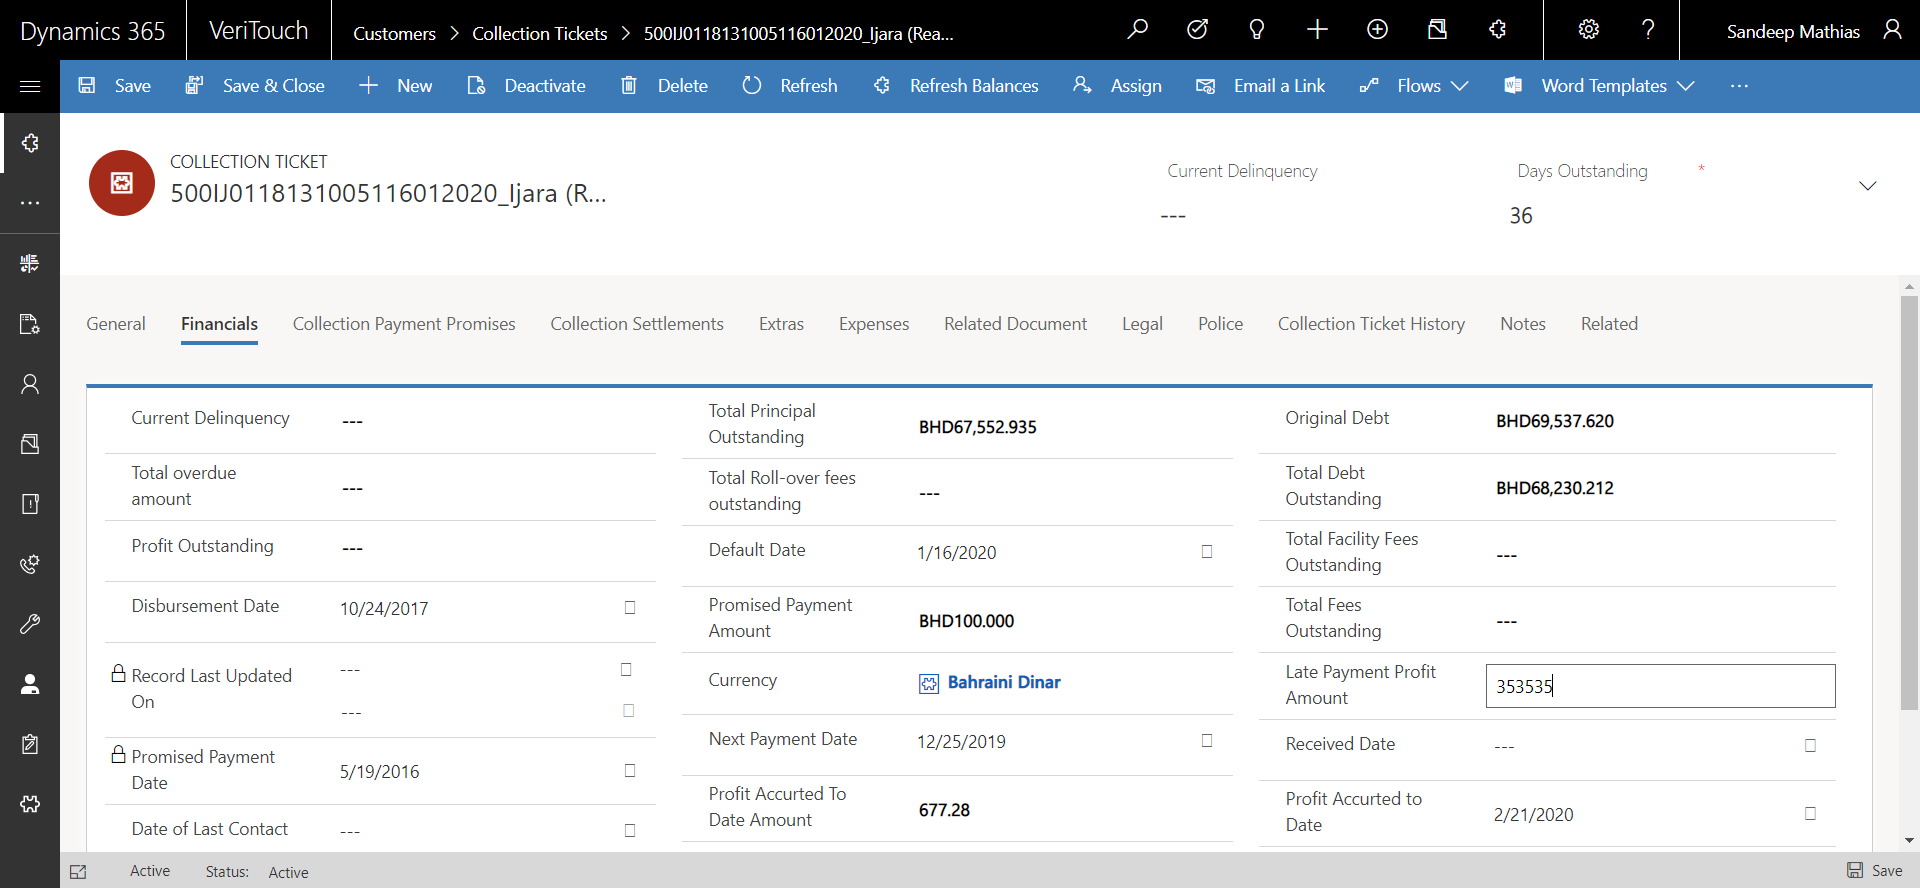 Dynamics 365
VeriTouch
Customers > Collection Tickets > 500IJ0118131005116012020_Ijara (Rea...
?
Sandeep Mathias
Save
Save & Close
New
Deactivate
Delete
Refresh
Refresh Balances
Assign
Email a Link
Flows
Word Templates
...
COLLECTION TICKET
500IJ0118131005116012020_Ijara (R...
Current Delinquency
---
Days Outstanding *
36
General
Financials
Collection Payment Promises
Collection Settlements
Extras
Expenses
Related Document
Legal
Police
Collection Ticket History
Notes
Related
Current Delinquency
---
Total overdue
amount
---
Profit Outstanding
---
Disbursement Date
10/24/2017
Record Last Updated
On
---
---
Promised Payment
Date
5/19/2016
Date of Last Contact
---
Total Principal
Outstanding
BHD67,552.935
Total Roll-over fees
outstanding
---
Default Date
1/16/2020
Promised Payment
Amount
BHD100.000
Currency
Bahraini Dinar
Next Payment Date
12/25/2019
Profit Accurted To
Date Amount
677.28
Original Debt
BHD69,537.620
Total Debt
Outstanding
BHD68,230.212
Total Facility Fees
Outstanding
---
Total Fees
Outstanding
---
Late Payment Profit
Amount
353535
Received Date
---
Profit Accurted to
Date
2/21/2020
Active
Status: Active
Save